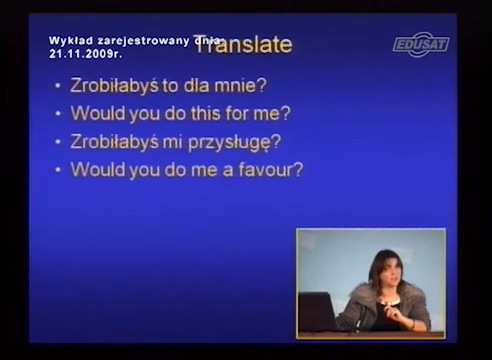 Wykład zarejestrowany dnia:
21.11.2009r.
Translate
EDUSAT
• Zrobiłabyś to dla mnie?
• Would you do this for me?
• Zrobiłabyś mi przysługę?
• Would you do me a favour?